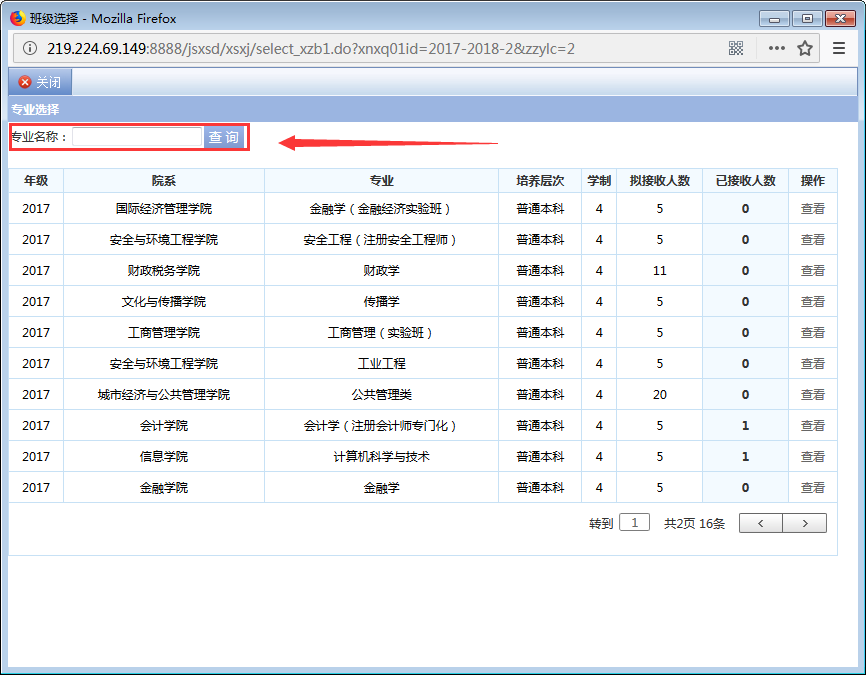 班级选择 - Mozilla Firefox
219.224.69.149:8888/jsxsd/xsxj/select_xzb1.do?xnxq01id=2017-2018-2&zzylc=2
关闭
专业选择
专业名称： 查 询
年级 院系 专业 培养层次 学制 拟接收人数 已接收人数 操作
2017 国际经济管理学院 金融学（金融经济实验班） 普通本科 4 5 0 查看
2017 安全与环境工程学院 安全工程（注册安全工程师） 普通本科 4 5 0 查看
2017 财政税务学院 财政学 普通本科 4 11 0 查看
2017 文化与传播学院 传播学 普通本科 4 5 0 查看
2017 工商管理学院 工商管理（实验班） 普通本科 4 5 0 查看
2017 安全与环境工程学院 工业工程 普通本科 4 5 0 查看
2017 城市经济与公共管理学院 公共管理类 普通本科 4 20 0 查看
2017 会计学院 会计学（注册会计师专门化） 普通本科 4 5 1 查看
2017 信息学院 计算机科学与技术 普通本科 4 5 1 查看
2017 金融学院 金融学 普通本科 4 5 0 查看
转到 1 共2页 16条 < >